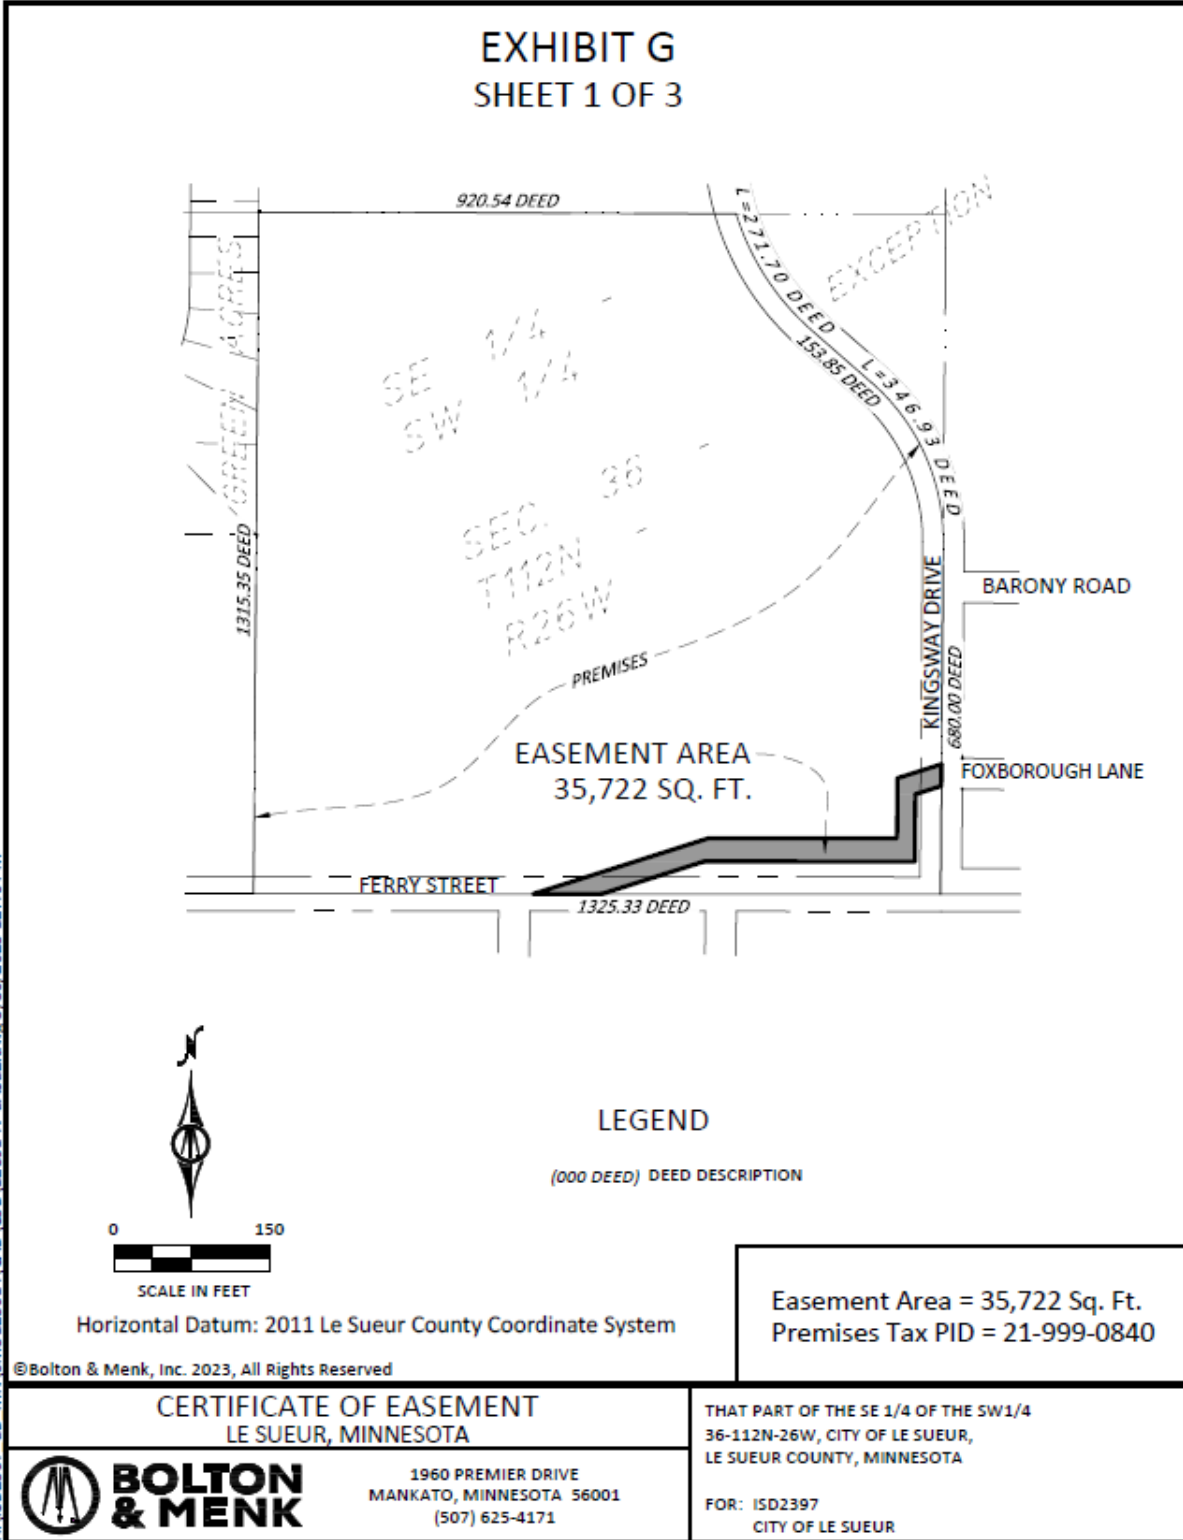 EXHIBIT G
SHEET 1 OF 3
920.54 DEED
L=271.70 DEED
EXCEPTION
GREEN ACRES
SE 1/4 -
SW 1/4
153.85 DEED
L=346.93 DEED
SEC. 36 -
T112N -
R26W
1315.35 DEED
KINGSWAY DRIVE
BARONY ROAD
PREMISES
680.00 DEED
EASEMENT AREA
35,722 SQ. FT.
FOXBOROUGH LANE
FERRY STREET
1325.33 DEED
N
LEGEND
(000 DEED) DEED DESCRIPTION
0 150
SCALE IN FEET
Horizontal Datum: 2011 Le Sueur County Coordinate System
Easement Area = 35,722 Sq. Ft.
Premises Tax PID = 21-999-0840
©Bolton & Menk, Inc. 2023, All Rights Reserved
CERTIFICATE OF EASEMENT
LE SUEUR, MINNESOTA
BOLTON
& MENK
1960 PREMIER DRIVE
MANKATO, MINNESOTA 56001
(507) 625-4171
THAT PART OF THE SE 1/4 OF THE SW1/4
36-112N-26W, CITY OF LE SUEUR,
LE SUEUR COUNTY, MINNESOTA
FOR: ISD2397
CITY OF LE SUEUR